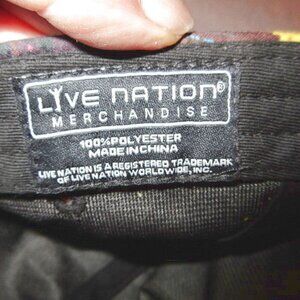 LIVE NATION®
MERCHANDISE
100% POLYESTER
MADE IN CHINA
LIVE NATION IS A REGISTERED TRADEMARK
OF LIVE NATION WORLDWIDE, INC.